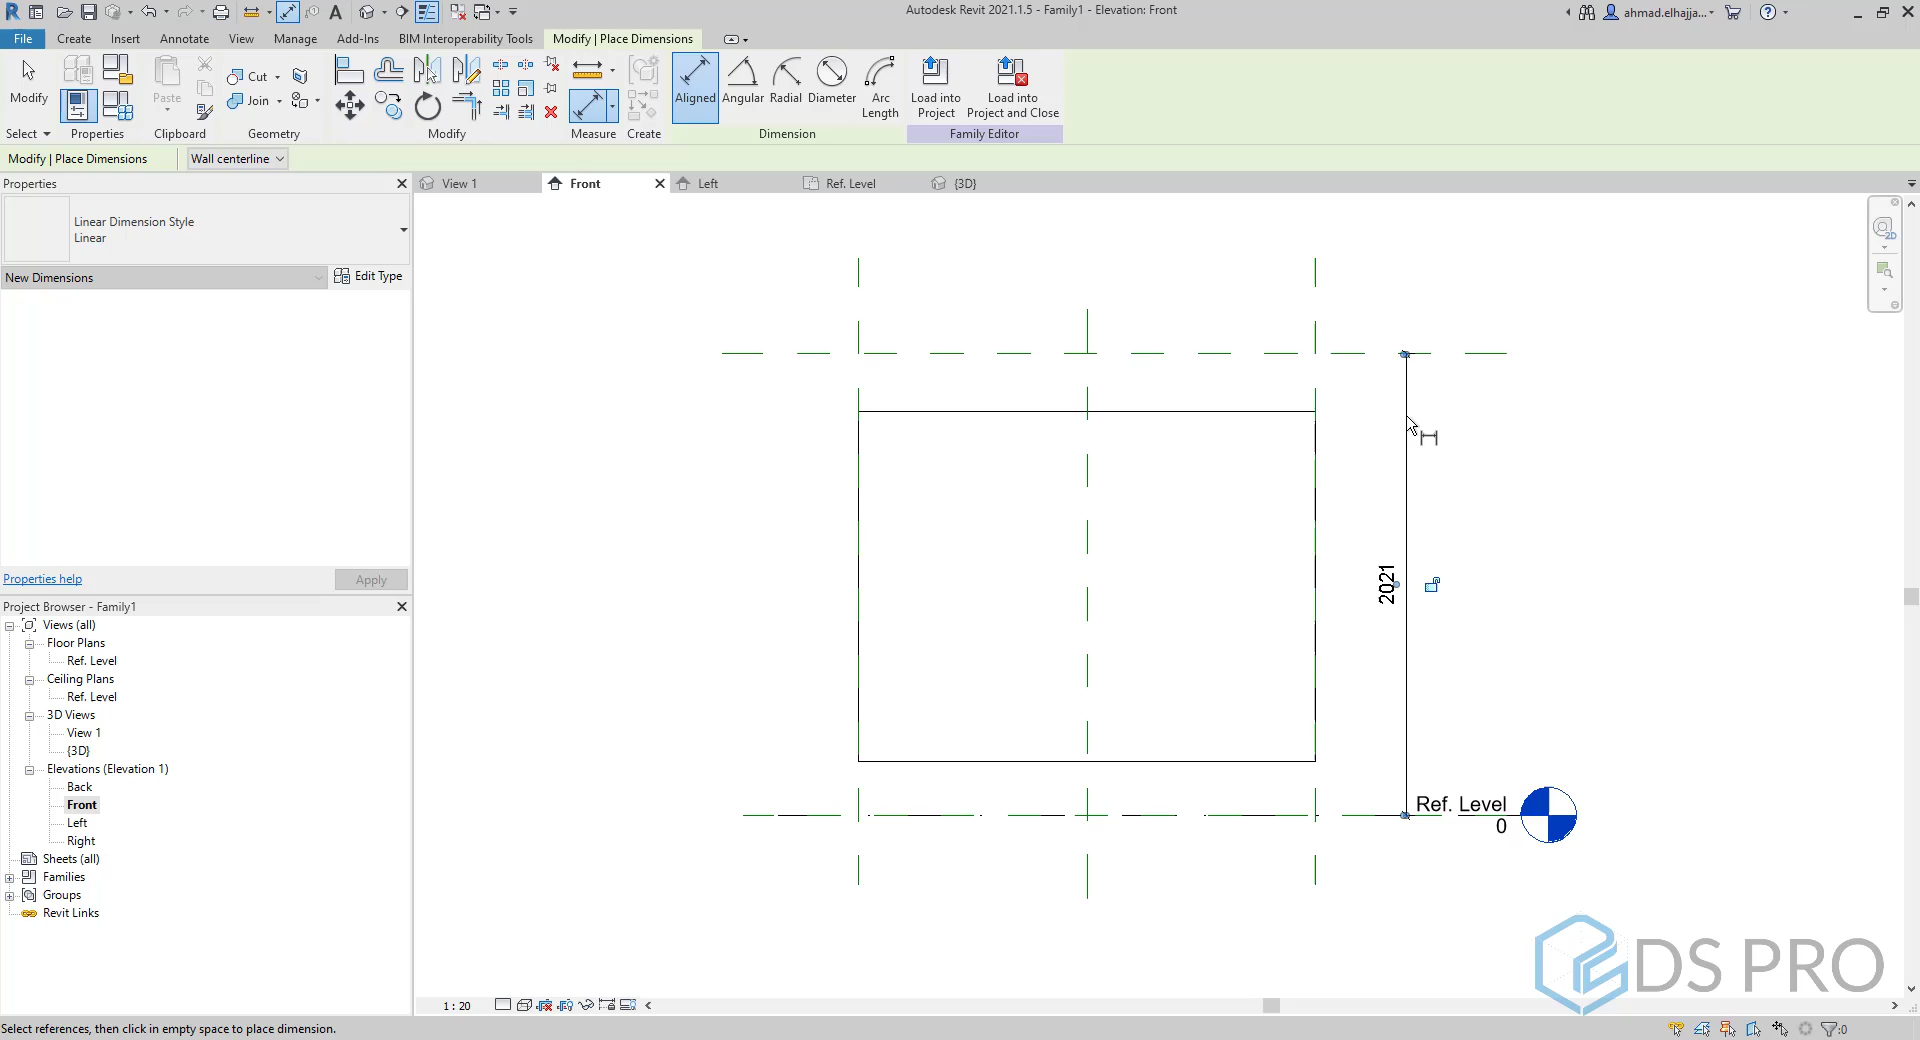 Autodesk Revit 2021.1.5 - Family1 - Elevation: Front
ahmad.elhajja...
File Create Insert Annotate View Manage Add-Ins BIM Interoperability Tools Modify | Place Dimensions
Modify
Paste
Cut
Join
Aligned
Angular
Radial
Diameter
Arc
Length
Load into
Project
Load into
Project and Close
Select Properties Clipboard Geometry Modify Measure Create Dimension Family Editor
Modify | Place Dimensions
Wall centerline
Properties
View 1
Front
Left
Ref. Level
{3D}
Linear Dimension Style
Linear
New Dimensions
Edit Type
2D
2021
Properties help
Apply
Project Browser - Family1
Views (all)
Floor Plans
Ref. Level
Ceiling Plans
Ref. Level
3D Views
View 1
{3D}
Elevations (Elevation 1)
Back
Front
Left
Right
Sheets (all)
Families
Groups
Revit Links
Ref. Level
0
DS PRO
1 : 20
Select references, then click in empty space to place dimension.
:0